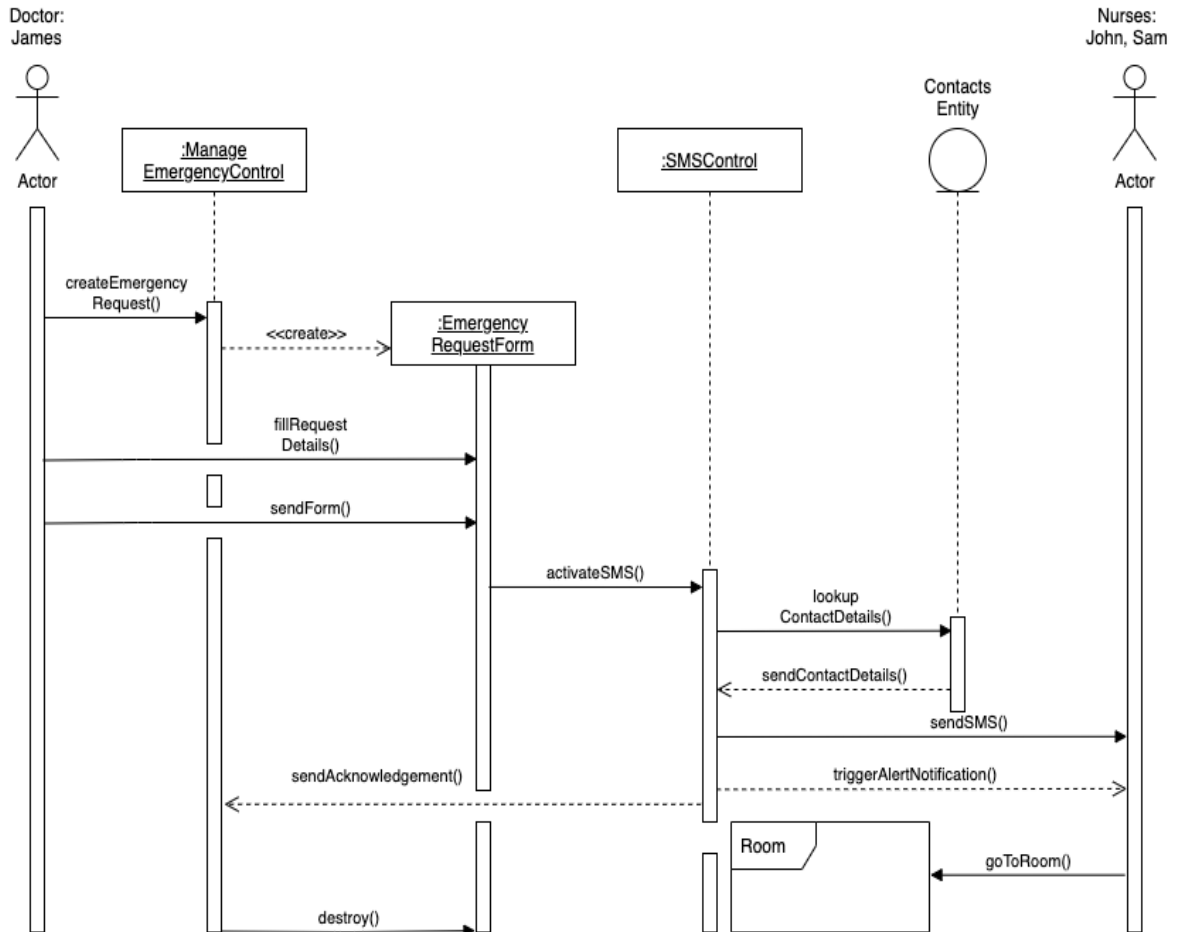 Doctor:
James
Nurses:
John, Sam
Contacts
Entity
:Manage
EmergencyControl
:SMSControl
Actor
Actor
createEmergency
Request()
<<create>>
:Emergency
RequestForm
fillRequest
Details()
sendForm()
activateSMS()
lookup
ContactDetails()
sendContactDetails()
sendSMS()
sendAcknowledgement()
triggerAlertNotification()
Room
goToRoom()
destroy()